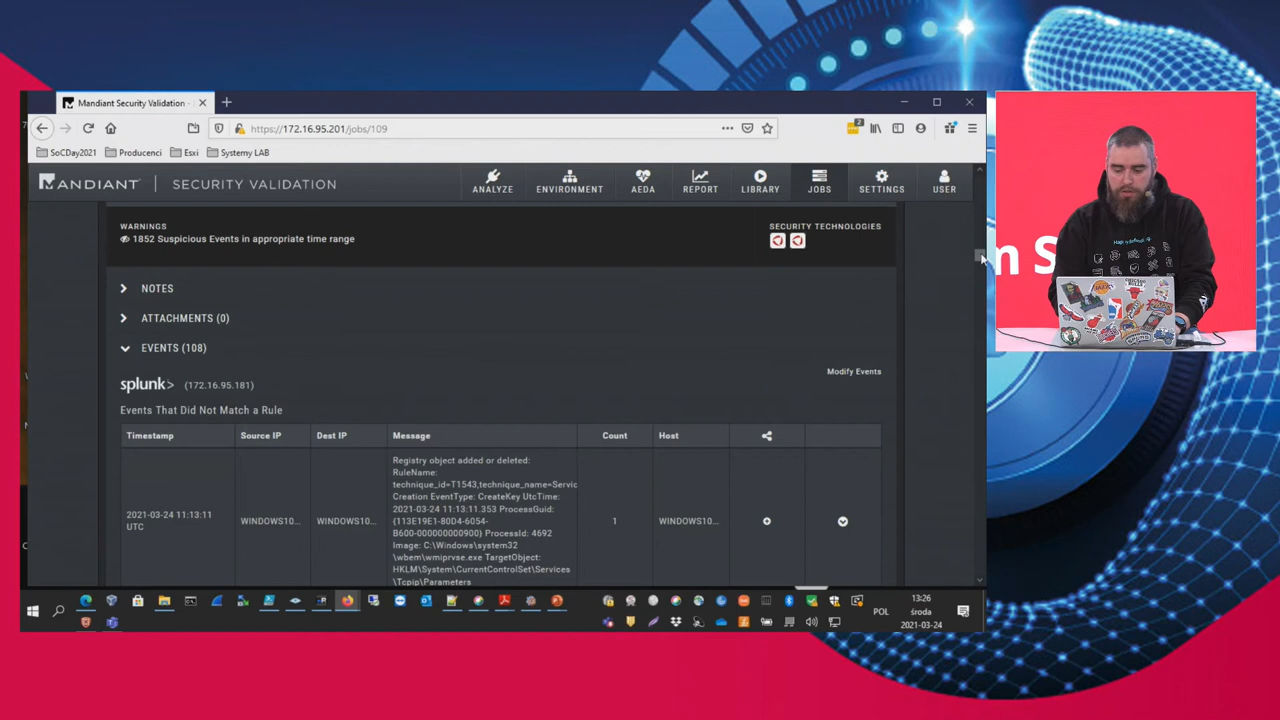 Mandiant Security Validation -
https://172.16.95.201/jobs/109
2
SoCDay2021
Producenci
Esxi
Systemy LAB
MANDIANT
SECURITY VALIDATION
ANALYZE
ENVIRONMENT
AEDA
REPORT
LIBRARY
JOBS
SETTINGS
USER
WARNINGS
1852 Suspicious Events in appropriate time range
SECURITY TECHNOLOGIES
NOTES
ATTACHMENTS (0)
EVENTS (108)
splunk> (172.16.95.181)
Modify Events
Events That Did Not Match a Rule
Timestamp
Source IP
Dest IP
Message
Count
Host
2021-03-24 11:13:11
UTC
WINDOWS10...
WINDOWS10...
Registry object added or deleted:
RuleName:
technique_id=T1543,technique_name=Servic
Creation EventType: CreateKey UtcTime:
2021-03-24 11:13:11.353 ProcessGuid:
{113E19E1-80D4-6054-
B600-000000000900} ProcessId: 4692
Image: C:\Windows\system32
\wbem\wmiprvse.exe TargetObject:
HKLM\System\CurrentControlSet\Services
\Tcpip\Parameters
1
WINDOWS10...
POL
13:26
środa
2021-03-24
m S
CHICAGO
BULLS